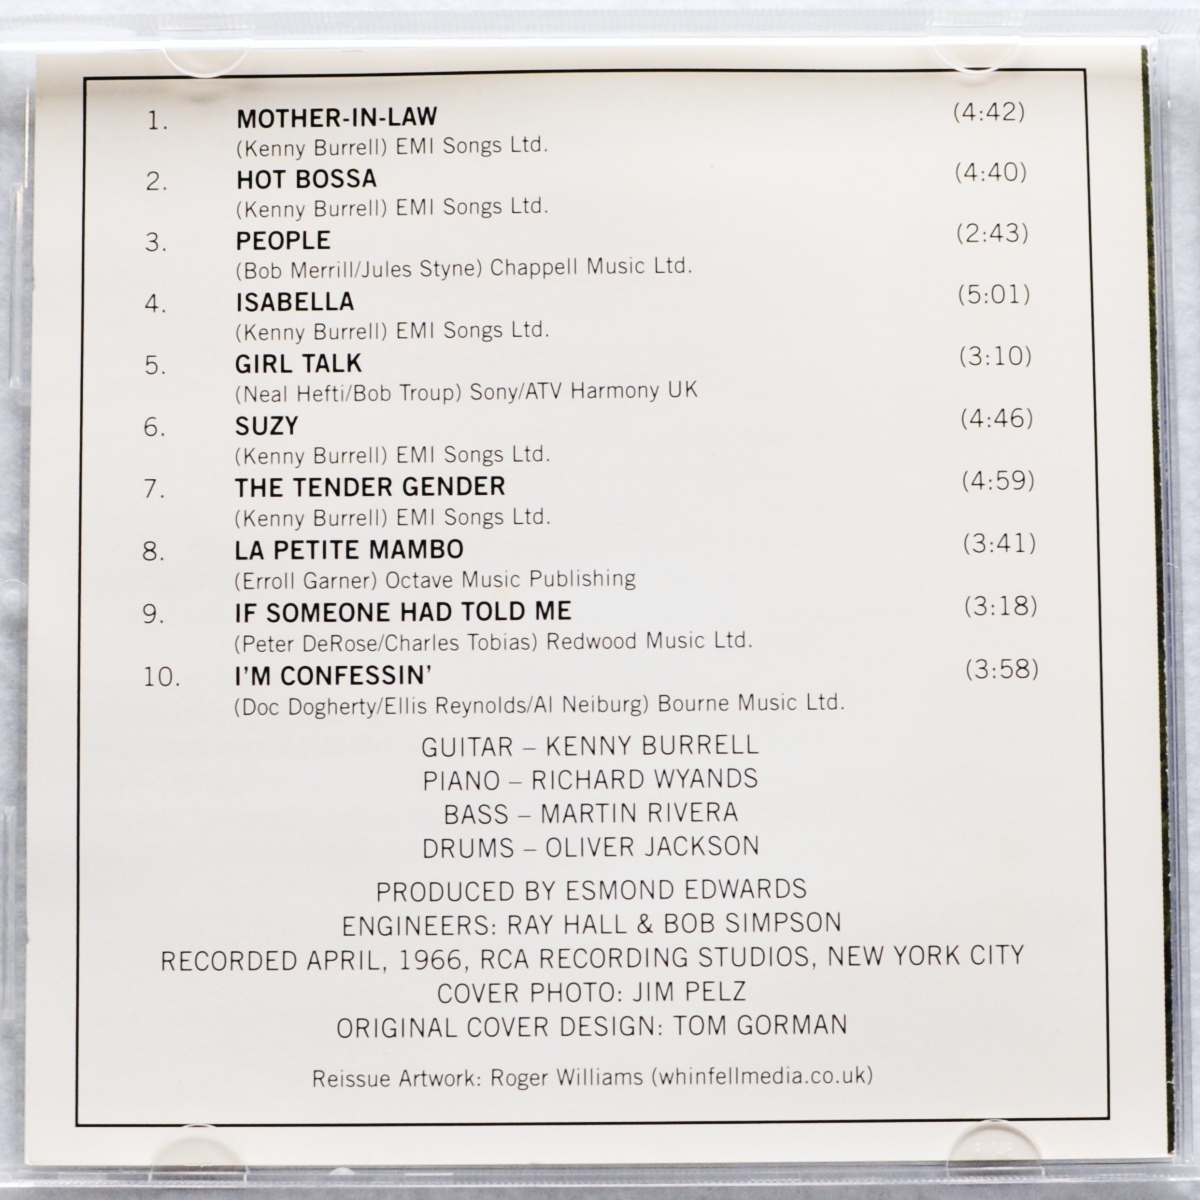 1. MOTHER-IN-LAW (4:42)
(Kenny Burrell) EMI Songs Ltd.
2. HOT BOSSA (4:40)
(Kenny Burrell) EMI Songs Ltd.
3. PEOPLE (2:43)
(Bob Merrill/Jules Styne) Chappell Music Ltd.
4. ISABELLA (5:01)
(Kenny Burrell) EMI Songs Ltd.
5. GIRL TALK (3:10)
(Neal Hefti/Bob Troup) Sony/ATV Harmony UK
6. SUZY (4:46)
(Kenny Burrell) EMI Songs Ltd.
7. THE TENDER GENDER (4:59)
(Kenny Burrell) EMI Songs Ltd.
8. LA PETITE MAMBO (3:41)
(Erroll Garner) Octave Music Publishing
9. IF SOMEONE HAD TOLD ME (3:18)
(Peter DeRose/Charles Tobias) Redwood Music Ltd.
10. I'M CONFESSIN' (3:58)
(Doc Dogherty/Ellis Reynolds/Al Neiburg) Bourne Music Ltd.
GUITAR – KENNY BURRELL
PIANO – RICHARD WYANDS
BASS – MARTIN RIVERA
DRUMS – OLIVER JACKSON
PRODUCED BY ESMOND EDWARDS
ENGINEERS: RAY HALL & BOB SIMPSON
RECORDED APRIL, 1966, RCA RECORDING STUDIOS, NEW YORK CITY
COVER PHOTO: JIM PELZ
ORIGINAL COVER DESIGN: TOM GORMAN
Reissue Artwork: Roger Williams (whinfellmedia.co.uk)